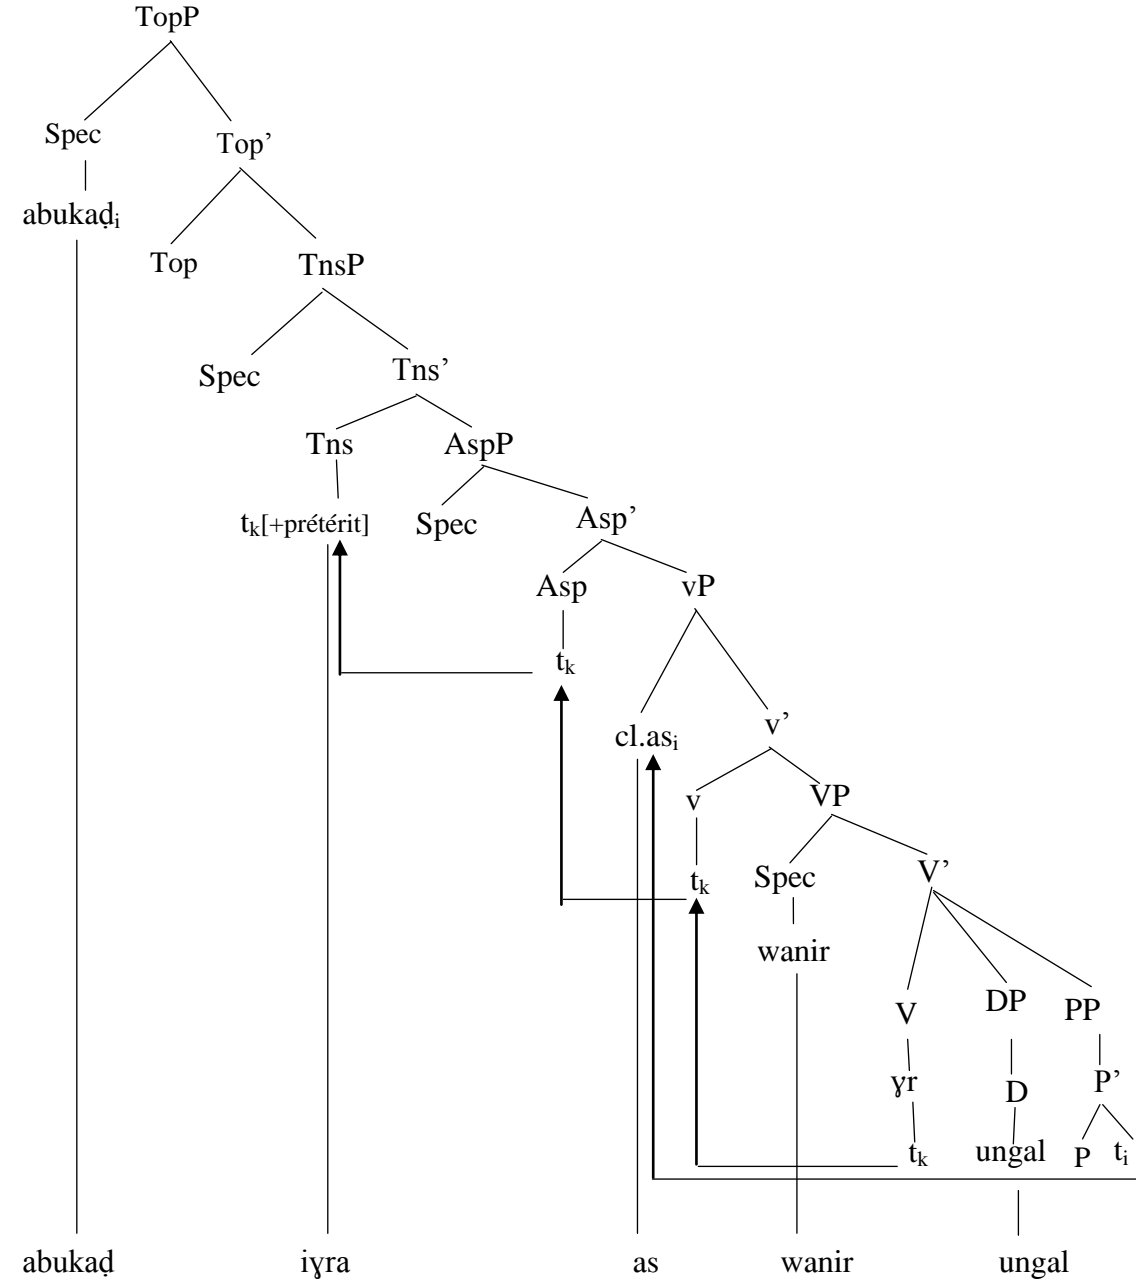 TopP
Spec Top’
abukaḍi
Top TnsP
Spec Tns’
Tns AspP
tk[+prétérit] Spec Asp’
Asp vP
tk
cl.asi v’
v VP
tk Spec V’
wanir
V DP PP
ɣr D P’
tk ungal P ti
abukaḍ iɣra as wanir ungal